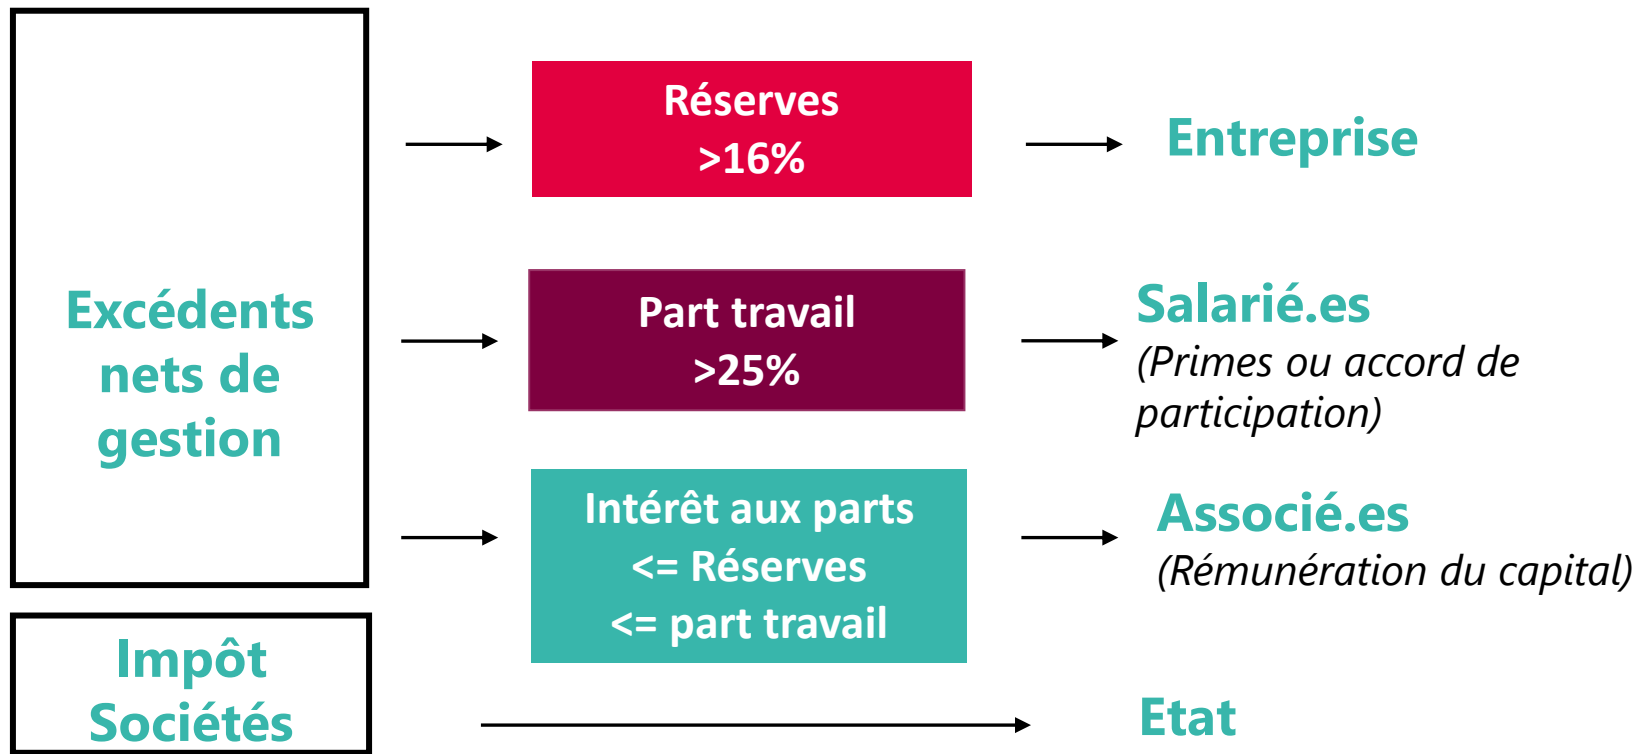 Excédents
nets de
gestion
Réserves
>16%
Entreprise
Part travail
>25%
Salarié.es
(Primes ou accord de
participation)
Intérêt aux parts
<= Réserves
<= part travail
Associé.es
(Rémunération du capital)
Impôt
Sociétés
Etat